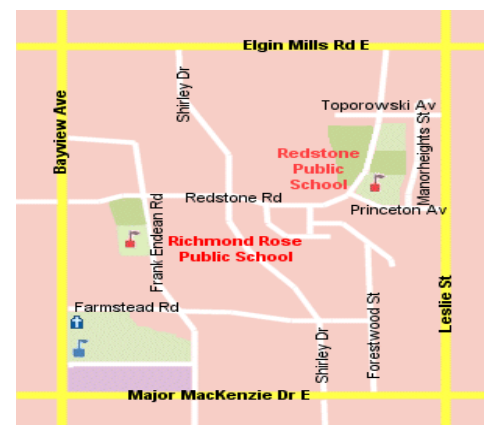 Elgin Mills Rd E
Shirley Dr
Bayview Ave
Toporowski Av
Manorheights St
Redstone
Public
School
Redstone Rd
Princeton Av
Frank Endean Rd
Richmond Rose
Public School
Farmstead Rd
Leslie St
Forestwood St
Shirley Dr
Major MacKenzie Dr E